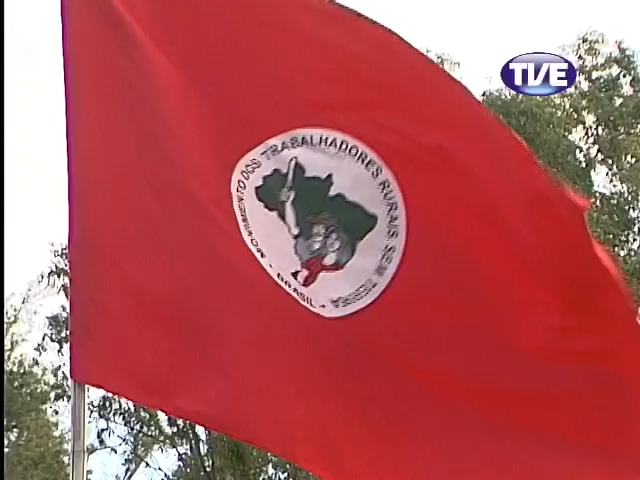 TVE
MOVIMENTO DOS TRABALHADORES RURAIS SEM TERRA
- BRASIL -